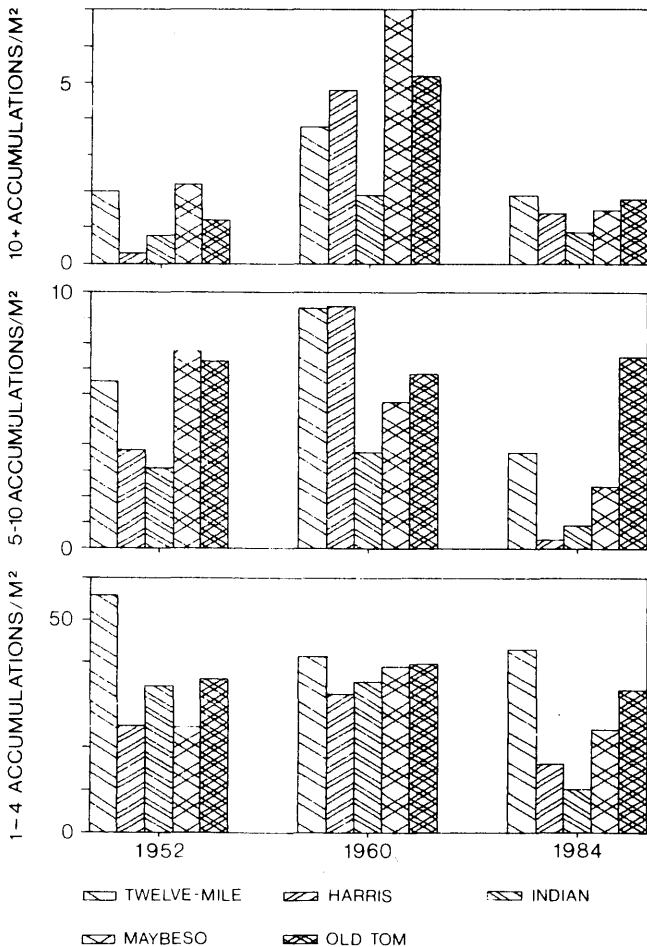 10+ ACCUMULATIONS/M²
5
0
5-10 ACCUMULATIONS/M²
10
0
1-4 ACCUMULATIONS/M²
50
0
1952 1960 1984
TWELVE-MILE HARRIS INDIAN
MAYBESO OLD TOM